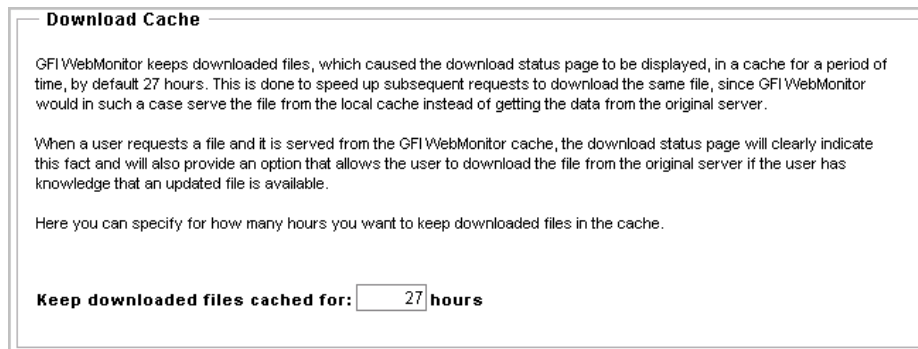 Download Cache
GFI WebMonitor keeps downloaded files, which caused the download status page to be displayed, in a cache for a period of
time, by default 27 hours. This is done to speed up subsequent requests to download the same file, since GFI WebMonitor
would in such a case serve the file from the local cache instead of getting the data from the original server.
When a user requests a file and it is served from the GFI WebMonitor cache, the download status page will clearly indicate
this fact and will also provide an option that allows the user to download the file from the original server if the user has
knowledge that an updated file is available.
Here you can specify for how many hours you want to keep downloaded files in the cache.
Keep downloaded files cached for: 27 hours